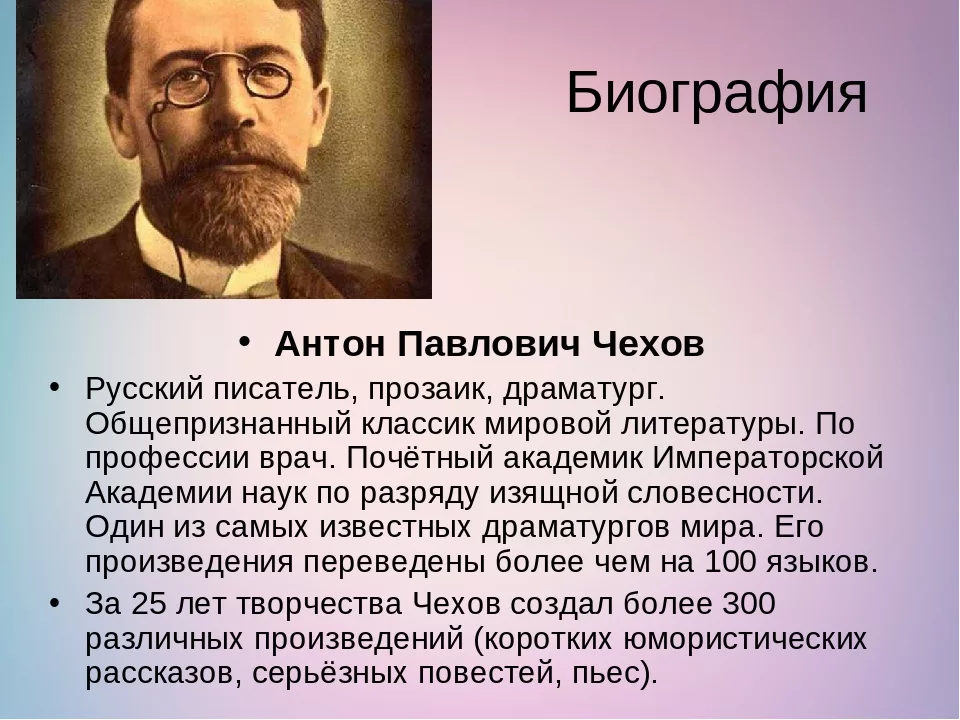 Биография
• Антон Павлович Чехов
• Русский писатель, прозаик, драматург.
Общепризнанный классик мировой литературы. По
профессии врач. Почётный академик Императорской
Академии наук по разряду изящной словесности.
Один из самых известных драматургов мира. Его
произведения переведены более чем на 100 языков.
• За 25 лет творчества Чехов создал более 300
различных произведений (коротких юмористических
рассказов, серьёзных повестей, пьес).